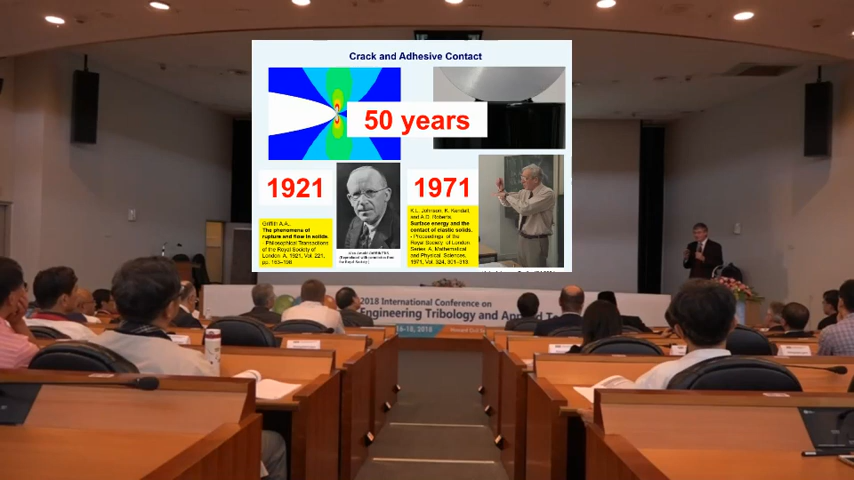 Crack and Adhesive Contact
50 years
1921
1971
Griffith A.A.,
The phenomena of
rupture and flow in solids.
- Philosophical Transactions
of the Royal Society of
London. A, 1921, Vol. 221,
pp. 163–198.
K.L. Johnson, K. Kendall,
and A.D. Roberts,
Surface energy and the
contact of elastic solids.
- Proceedings of the
Royal Society of London.
Series A, Mathematical
and Physical Sciences,
1971, Vol. 324, 301-313.
2018 International Conference on
Engineering Tribology and Applied
16-18, 2018